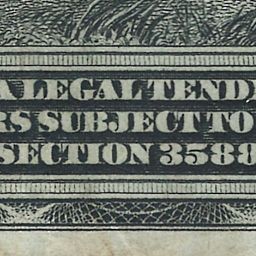 A LEGAL TENDE
RS SUBJECT TO
SECTION 3588